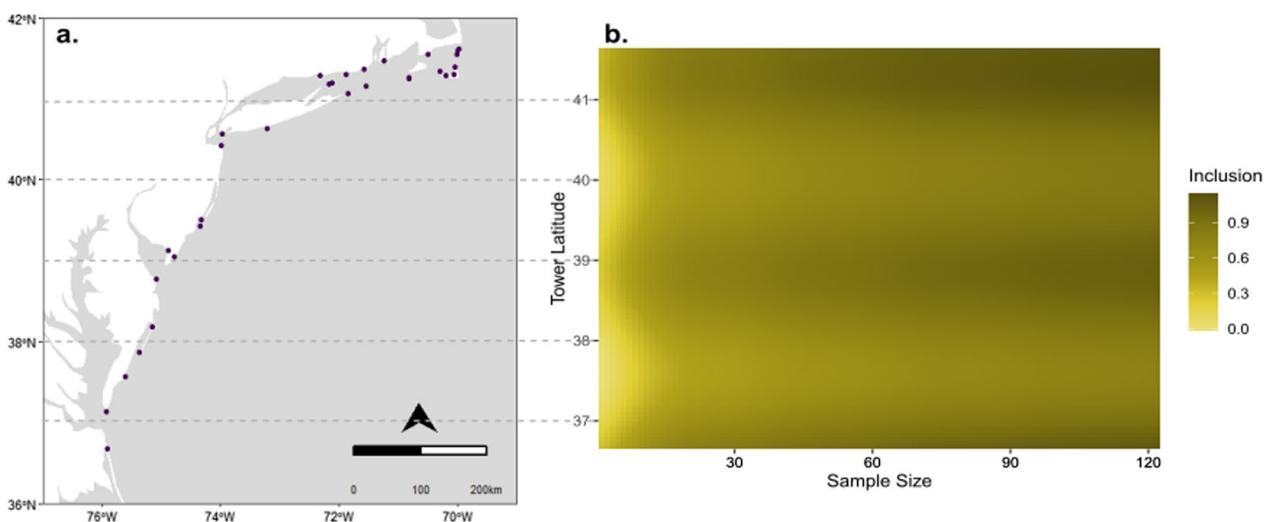 a.
42°N
40°N
38°N
36°N
76°W
74°W
72°W
70°W
0 100 200km
b.
Tower Latitude
41
40
39
38
37
30
60
90
120
Sample Size
Inclusion
0.9
0.6
0.3
0.0